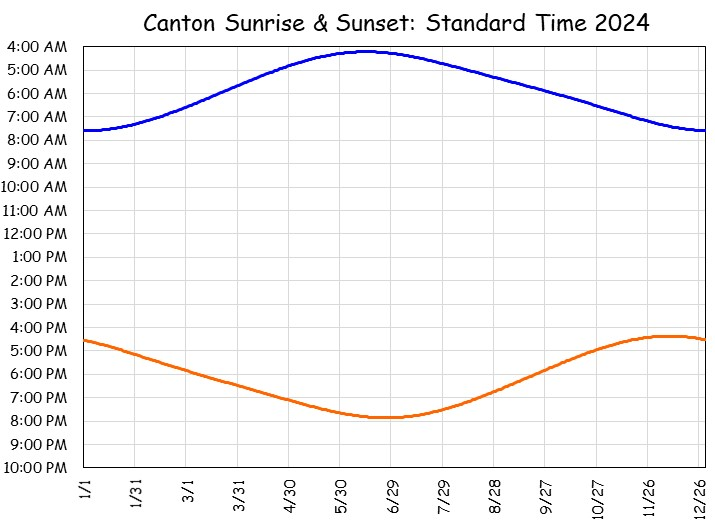 Canton Sunrise & Sunset: Standard Time 2024
4:00 AM
5:00 AM
6:00 AM
7:00 AM
8:00 AM
9:00 AM
10:00 AM
11:00 AM
12:00 PM
1:00 PM
2:00 PM
3:00 PM
4:00 PM
5:00 PM
6:00 PM
7:00 PM
8:00 PM
9:00 PM
10:00 PM
1/1
1/31
3/1
3/31
4/30
5/30
6/29
7/29
8/28
9/27
10/27
11/26
12/26